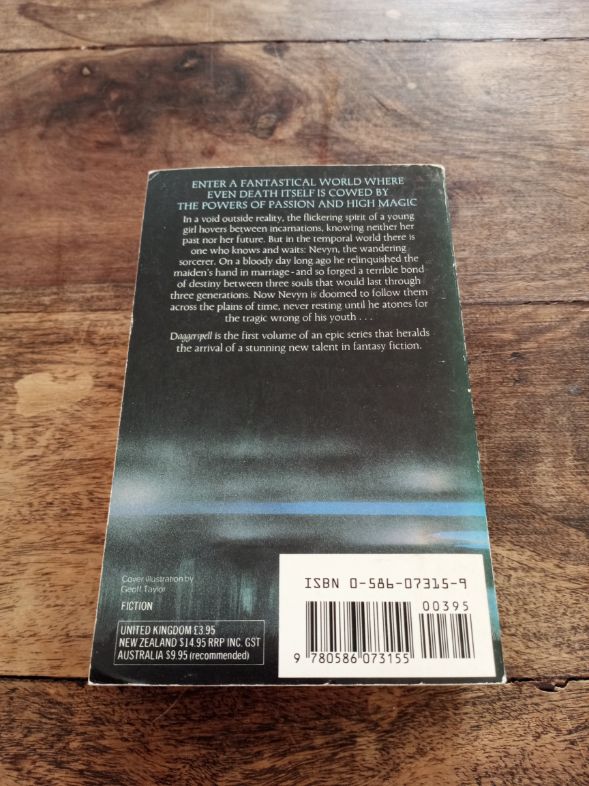 ENTER A FANTASTICAL WORLD WHERE
EVEN DEATH ITSELF IS COWED BY
THE POWERS OF PASSION AND HIGH MAGIC
In a void outside reality, the flickering spirit of a young
girl hovers between incarnations, knowing neither her
past nor her future. But in the temporal world there is
one who knows and waits: Nevyn, the wandering
sorcerer. On a bloody day long ago he relinquished the
maiden's hand in marriage - and so forged a terrible bond
of destiny between three souls that would last through
three generations. Now Nevyn is doomed to follow them
across the plains of time, never resting until he atones for
the tragic wrong of his youth . . .
Daggerspell is the first volume of an epic series that heralds
the arrival of a stunning new talent in fantasy fiction.
Cover illustration by
Geoff Taylor
FICTION
UNITED KINGDOM £3.95
NEW ZEALAND $14.95 RRP INC. GST
AUSTRALIA $9.95 (recommended)
ISBN 0-586-07315-9
00395
9 780586 073155